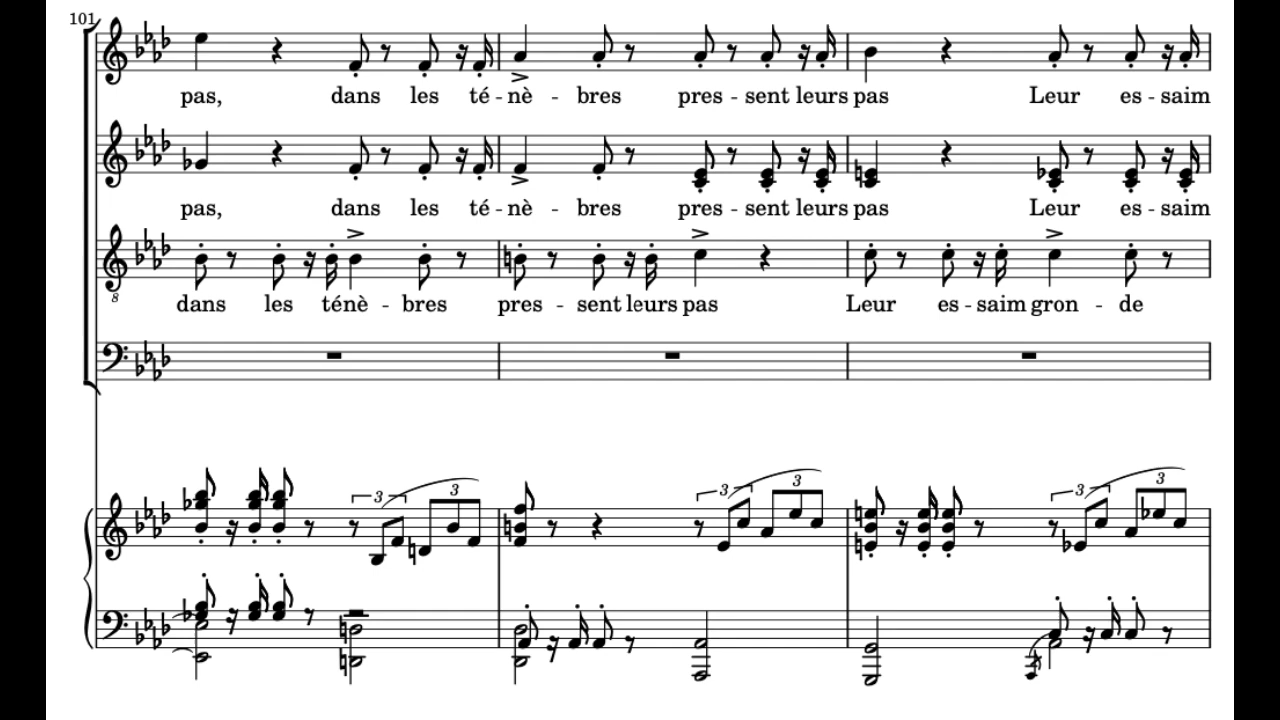 101
pas, dans les té - nè - bres pres - sent leurs pas Leur es - saim
pas, dans les té - nè - bres pres - sent leurs pas Leur es - saim
8
dans les ténè - bres pres - sent leurs pas Leur es - saim gron - de
3 3 3 3 3 3